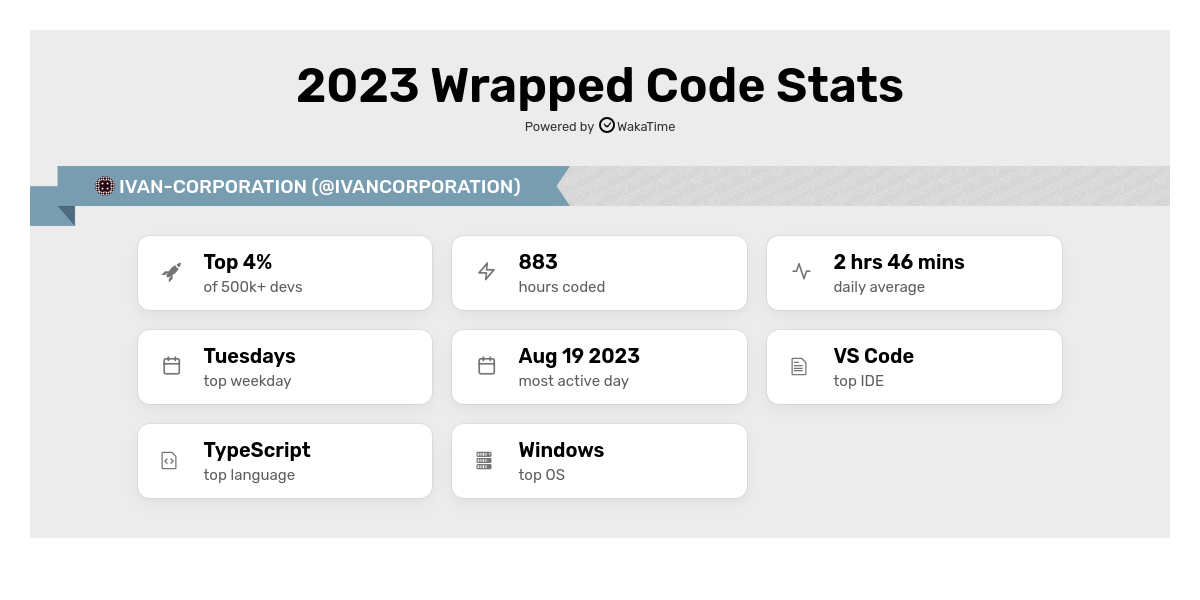 2023 Wrapped Code Stats
Powered by WakaTime
IVAN-CORPORATION (@IVANCORPORATION)
Top 4%
of 500k+ devs
883
hours coded
2 hrs 46 mins
daily average
Tuesdays
top weekday
Aug 19 2023
most active day
VS Code
top IDE
TypeScript
top language
Windows
top OS